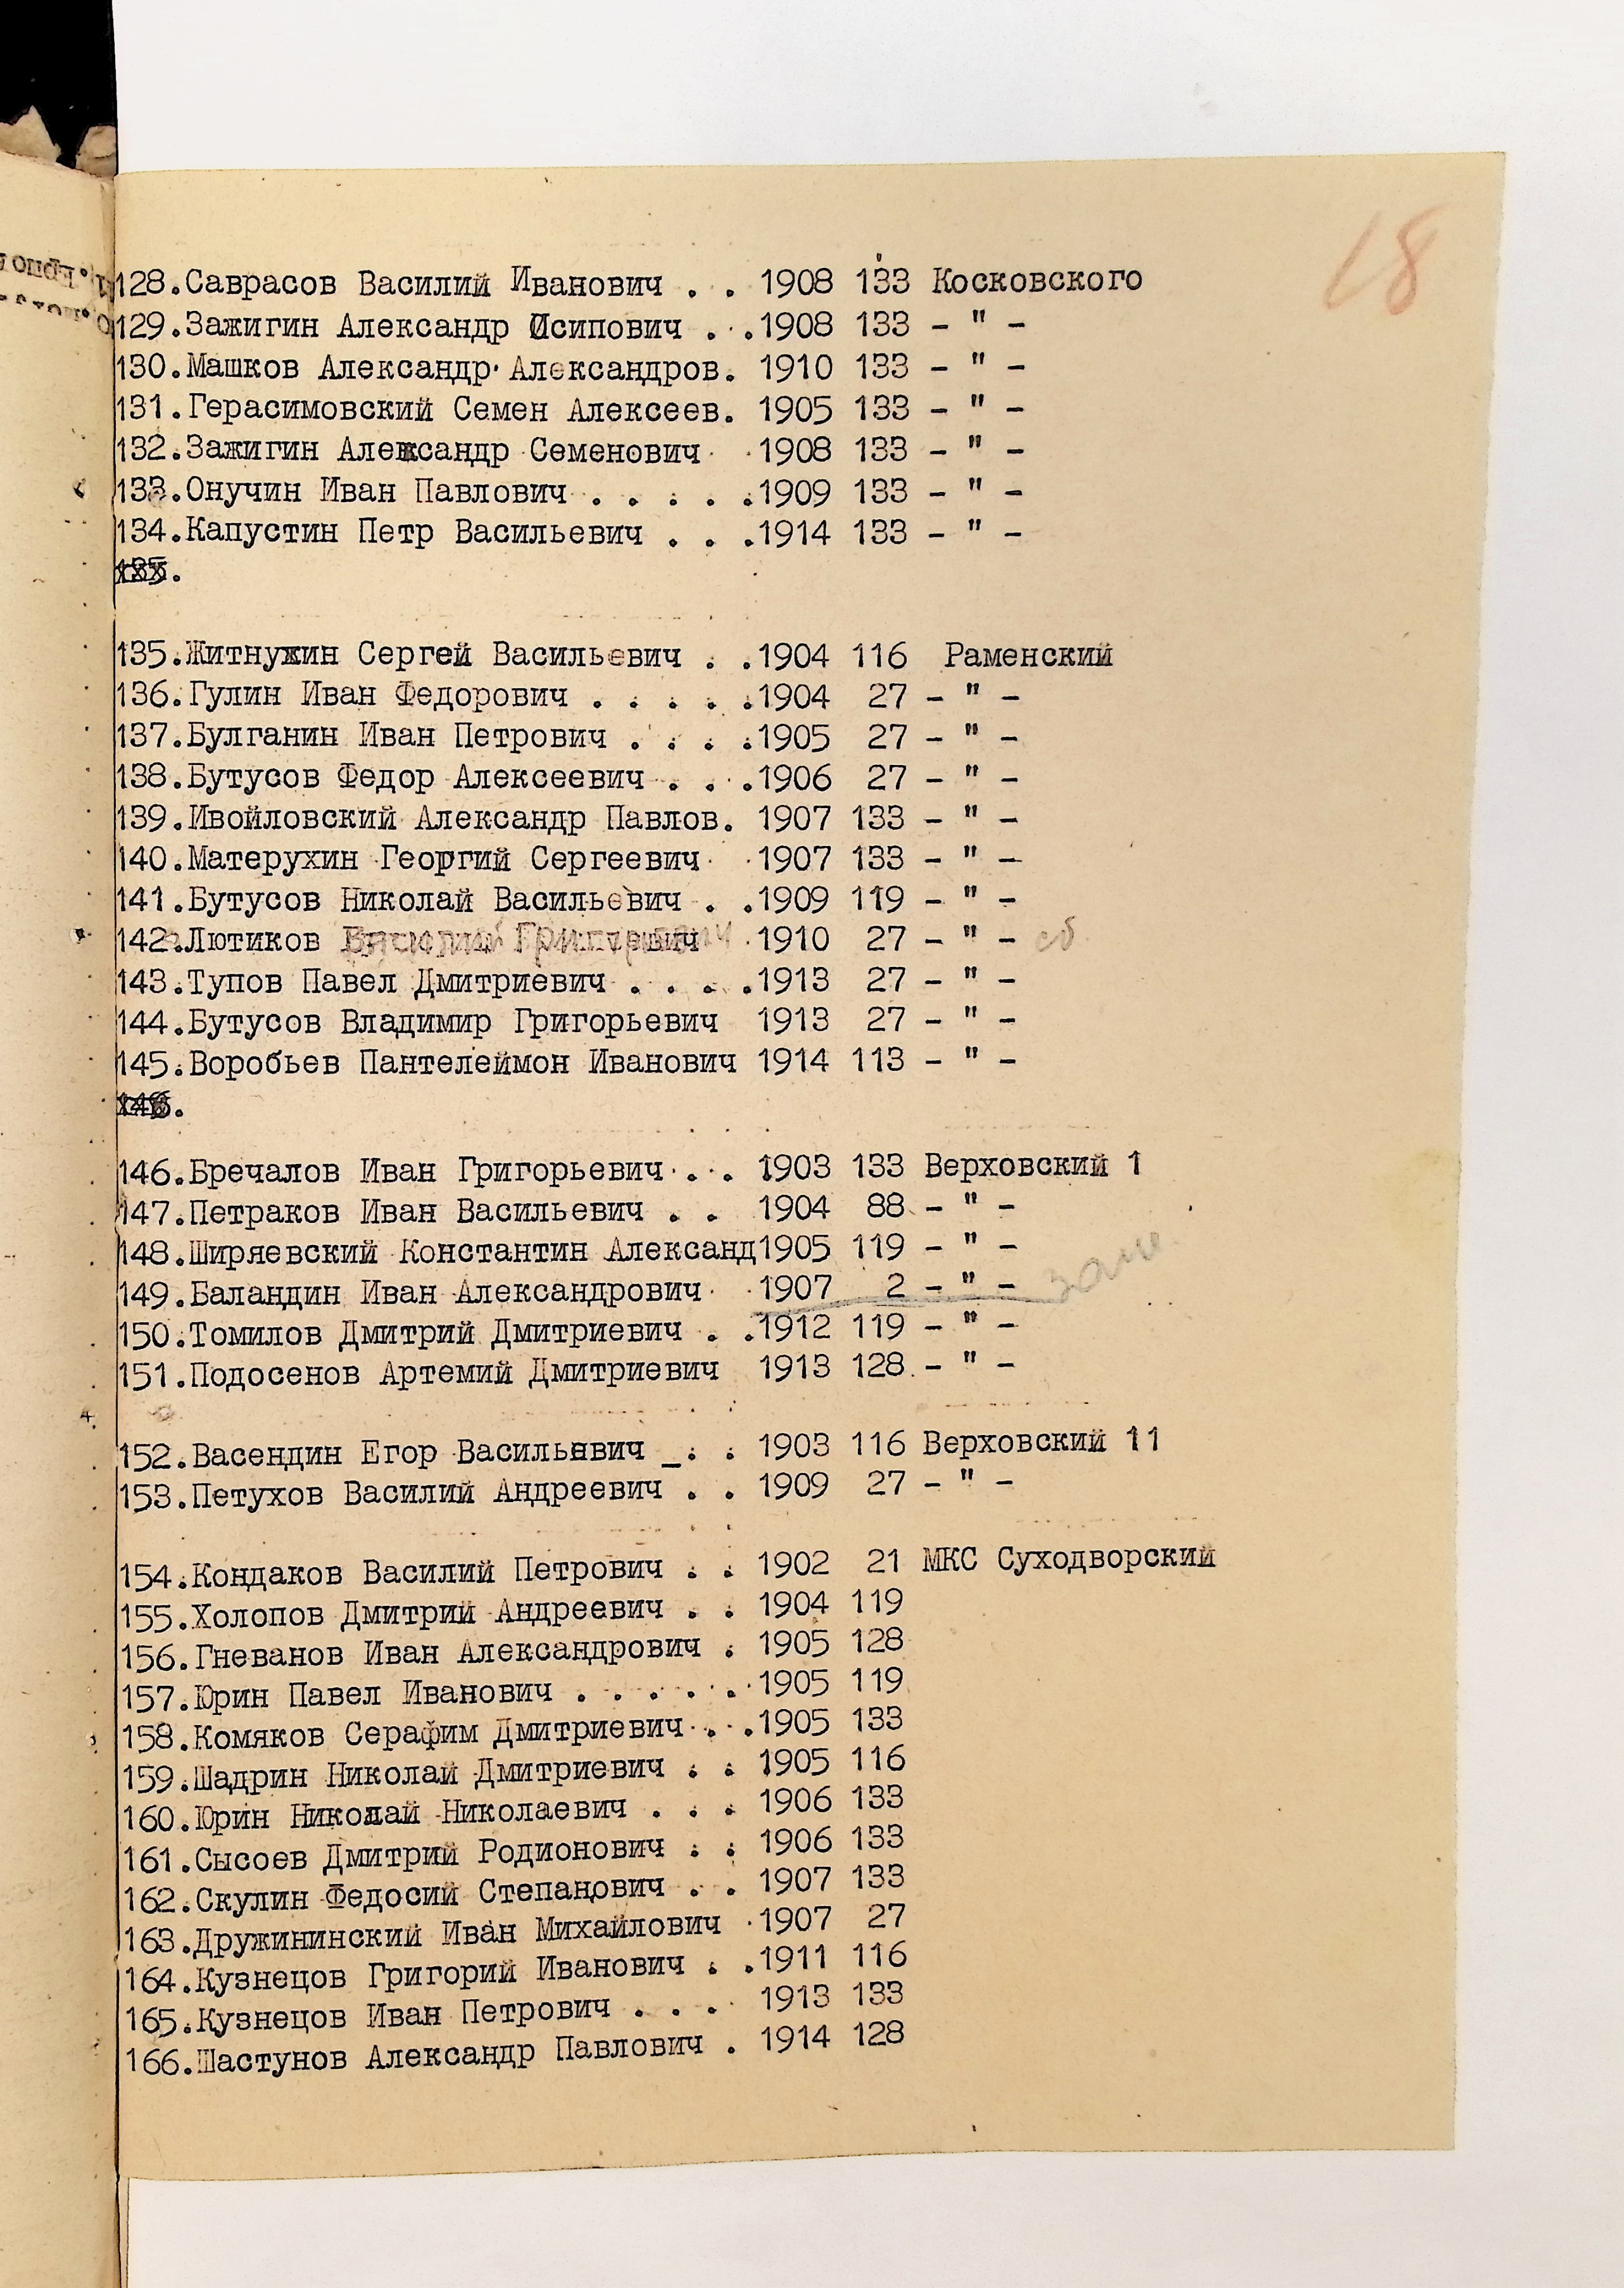 18
128.Саврасов Василий Иванович . . 1908 133 Косковского
129.Зажигин Александр Осипович . .1908 133 - " -
130.Машков Александр Александров. 1910 133 - " -
131.Герасимовский Семен Алексеев. 1905 133 - " -
132.Зажигин Александр Семенович 1908 133 - " -
133.Онучин Иван Павлович . . . . .1909 133 - " -
134.Капустин Петр Васильевич . . .1914 133 - " -
135.
135.Житнухин Сергей Васильевич . .1904 116 Раменский
136.Гулин Иван Федорович . . . . .1904 27 - " -
137.Булганин Иван Петрович . . . .1905 27 - " -
138.Бутусов Федор Алексеевич . . .1906 27 - " -
139.Ивойловский Александр Павлов. 1907 133 - " -
140.Матерухин Георгий Сергеевич 1907 133 - " -
141.Бутусов Николай Васильевич . .1909 119 - " -
142.Лютиков Григорьевич 1910 27 - " -
143.Тупов Павел Дмитриевич . . . .1913 27 - " -
144.Бутусов Владимир Григорьевич 1913 27 - " -
145.Воробьев Пантелеймон Иванович 1914 113 - " -
146.
146.Бречалов Иван Григорьевич . . 1903 133 Верховский 1
147.Петраков Иван Васильевич . . 1904 88 - " -
148.Ширяевский Константин Александ1905 119 - " -
149.Баландин Иван Александрович 1907 2 - " -
150.Томилов Дмитрий Дмитриевич . .1912 119 - " -
151.Подосенов Артемий Дмитриевич 1913 128 - " -
152.Васендин Егор Васильевич _. . 1903 116 Верховский 11
153.Петухов Василий Андреевич . . 1909 27 - " -
154.Кондаков Василий Петрович . . 1902 21 МКС Суходворский
155.Холопов Дмитрий Андреевич . . 1904 119
156.Гневанов Иван Александрович . 1905 128
157.Юрин Павел Иванович . . . . . 1905 119
158.Комяков Серафим Дмитриевич . .1905 133
159.Шадрин Николай Дмитриевич . . 1905 116
160.Юрин Николай Николаевич . . . 1906 133
161.Сысоев Дмитрий Родионович . . 1906 133
162.Скулин Федосий Степанович . . 1907 133
163.Дружининский Иван Михайлович 1907 27
164.Кузнецов Григорий Иванович . .1911 116
165.Кузнецов Иван Петрович . . . 1913 133
166.Шастунов Александр Павлович . 1914 128